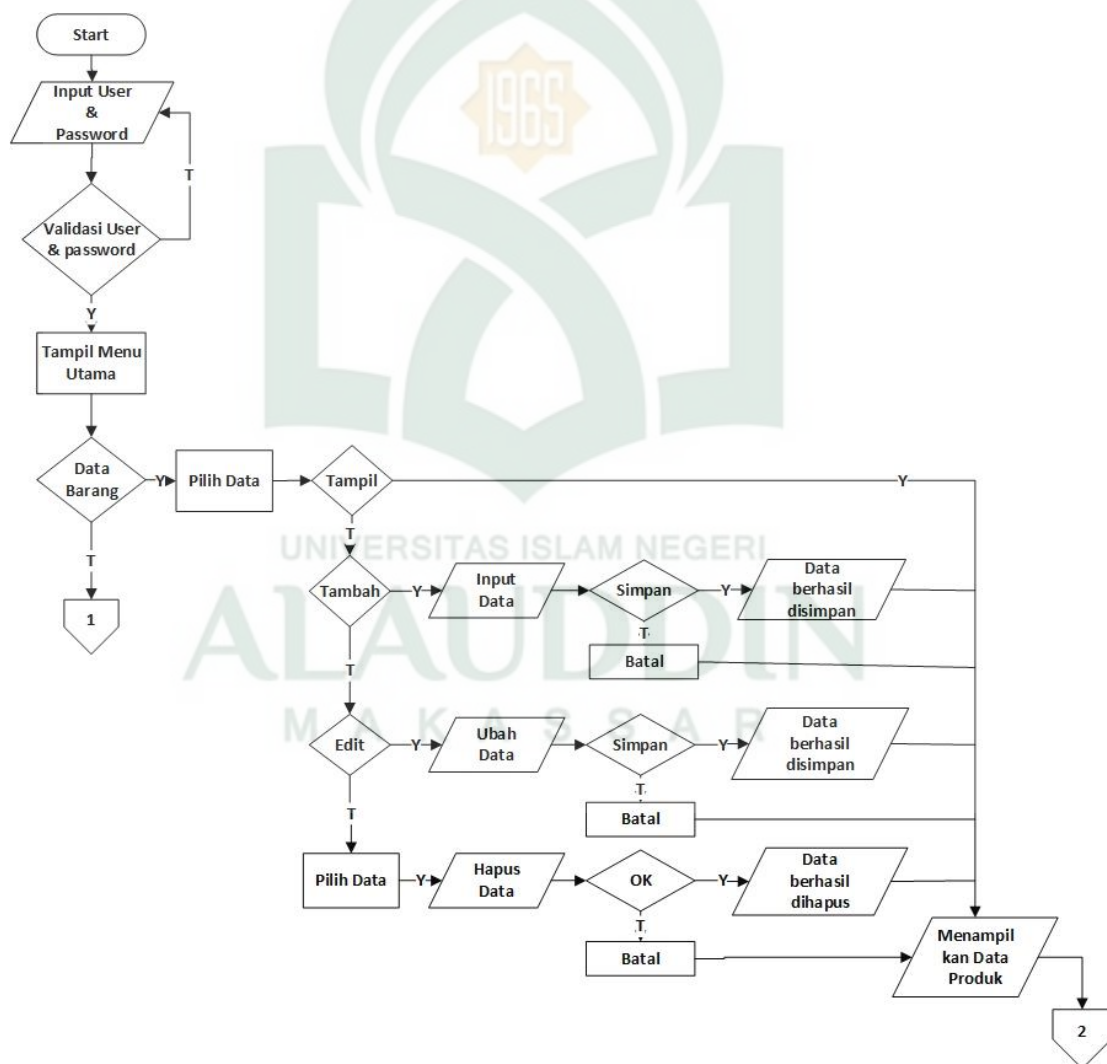 Start
Input User
&
Password
T
Validasi User
& password
Y
Tampil Menu
Utama
Data
Barang
Y
Pilih Data
Tampil
Y
T
1
T
Tambah
Y
Input
Data
Simpan
Y
Data
berhasil
disimpan
T
Batal
T
Edit
Y
Ubah
Data
Simpan
Y
Data
berhasil
disimpan
T
Batal
T
Pilih Data
Y
Hapus
Data
OK
Y
Data
berhasil
dihapus
T
Batal
Menampil
kan Data
Produk
2
1965
UNIVERSITAS ISLAM NEGERI
ALAUDDIN
MAKASSAR